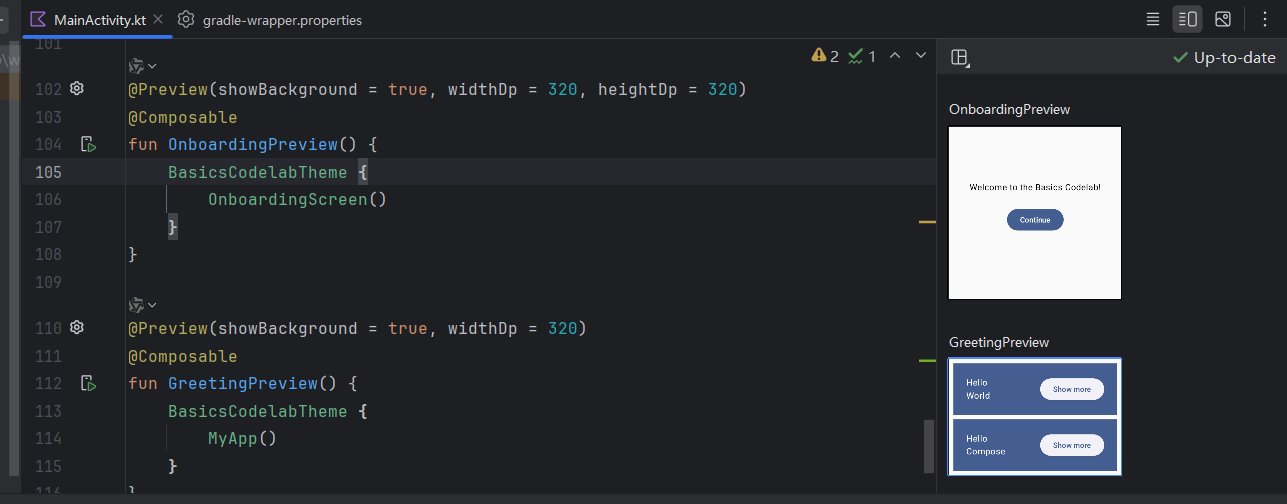 MainActivity.kt
gradle-wrapper.properties
101
2
1
102 @Preview(showBackground = true, widthDp = 320, heightDp = 320)
103 @Composable
104 fun OnboardingPreview() {
105 BasicsCodelabTheme {
106 OnboardingScreen()
107 }
108 }
109
110 @Preview(showBackground = true, widthDp = 320)
111 @Composable
112 fun GreetingPreview() {
113 BasicsCodelabTheme {
114 MyApp()
115 }
116 }
Up-to-date
OnboardingPreview
Welcome to the Basics Codelab!
Continue
GreetingPreview
Hello
World
Show more
Hello
Compose
Show more